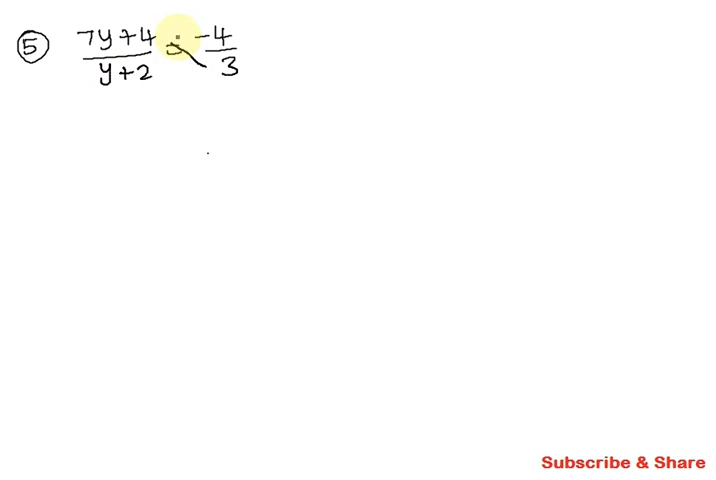 ⑤ 7y+4 = -4
y+2 3
Subscribe & Share